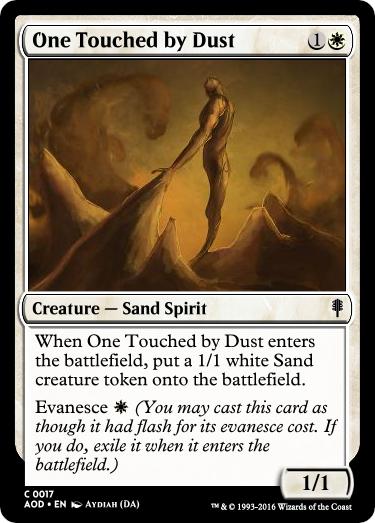 One Touched by Dust 1
Creature — Sand Spirit
When One Touched by Dust enters
the battlefield, put a 1/1 white Sand
creature token onto the battlefield.
Evanesce (You may cast this card as
though it had flash for its evanesce cost. If
you do, exile it when it enters the
battlefield.)
1/1
C 0017
AOD • EN Aydiah (DA)
™ & © 1993-2016 Wizards of the Coast